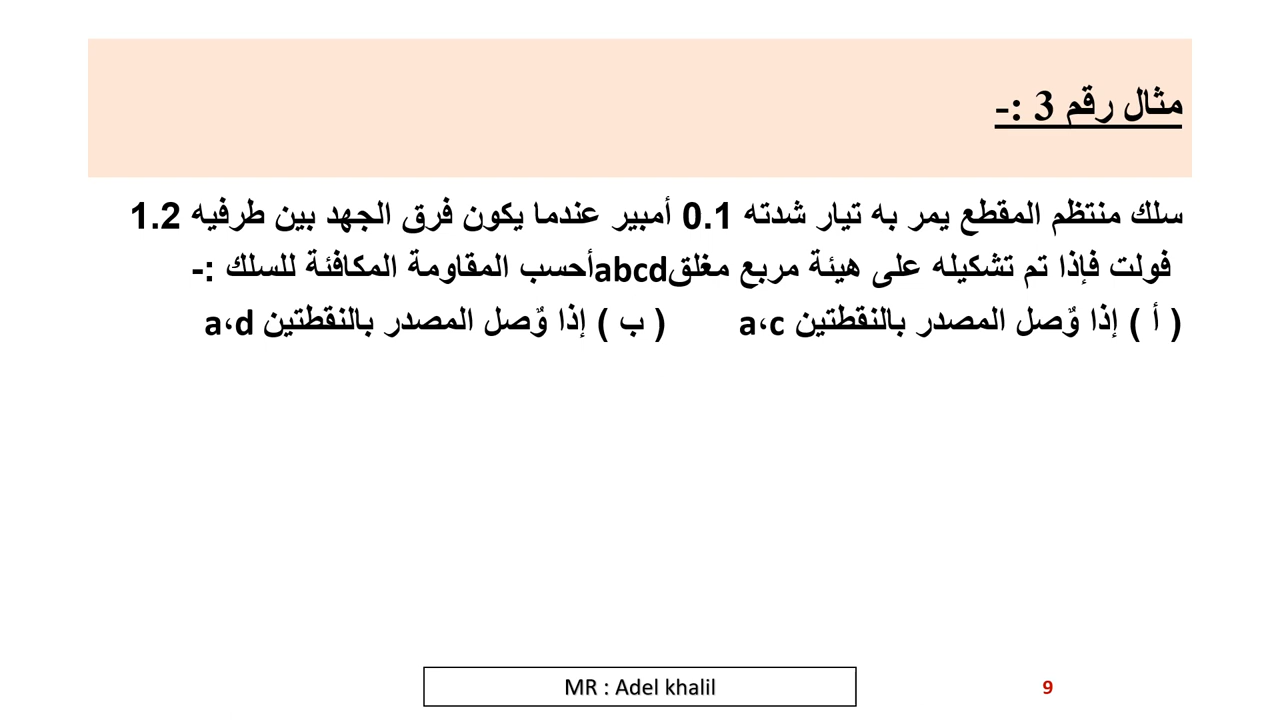 مثال رقم 3 :-
سلك منتظم المقطع يمر به تيار شدته 0.1 أمبير عندما يكون فرق الجهد بين طرفيه 1.2
فولت فإذا تم تشكيله على هيئة مربع مغلقabcdأحسب المقاومة المكافئة للسلك :-
( أ ) إذا وٌصل المصدر بالنقطتين a،c ( ب ) إذا وٌصل المصدر بالنقطتين a،d
MR : Adel khalil
9